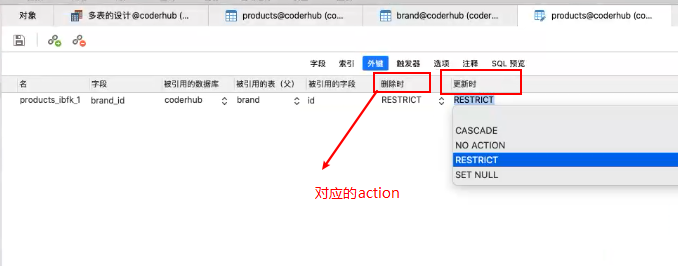 对象 多表的设计@coderhub (... products@coderhub (co... brand@coderhub (coder... products@coderhub (co...
字段 索引 外键 触发器 选项 注释 SQL 预览
名 字段 被引用的数据库 被引用的表（父） 被引用的字段 删除时 更新时
products_ibfk_1 brand_id coderhub brand id RESTRICT RESTRICT
CASCADE
NO ACTION
RESTRICT
SET NULL
对应的action